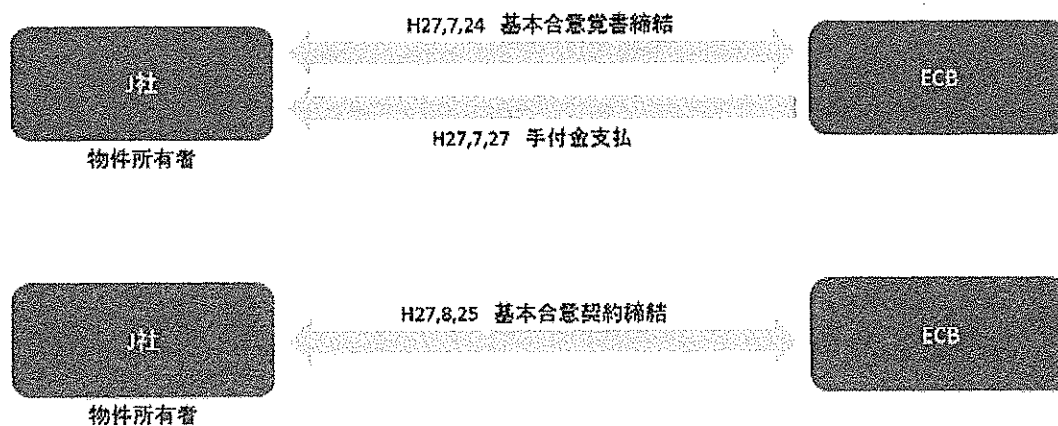 H27,7,24 基本合意覚書締結
J社
ECB
H27,7,27 手付金支払
物件所有者
H27,8,25 基本合意契約締結
J社
ECB
物件所有者